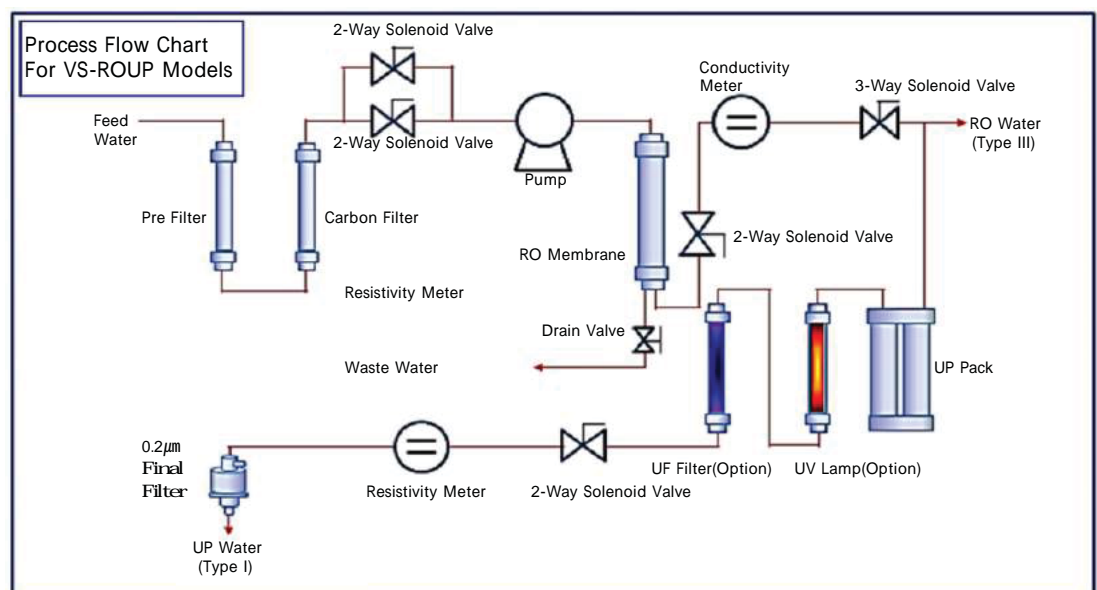 Process Flow Chart
For VS-ROUP Models
2-Way Solenoid Valve
Conductivity
Meter
3-Way Solenoid Valve
Feed
Water
2-Way Solenoid Valve
RO Water
(Type III)
Pump
Pre Filter
Carbon Filter
2-Way Solenoid Valve
RO Membrane
Resistivity Meter
Drain Valve
Waste Water
UP Pack
0.2㎛
Final
Filter
UF Filter(Option)
UV Lamp(Option)
Resistivity Meter
2-Way Solenoid Valve
UP Water
(Type I)